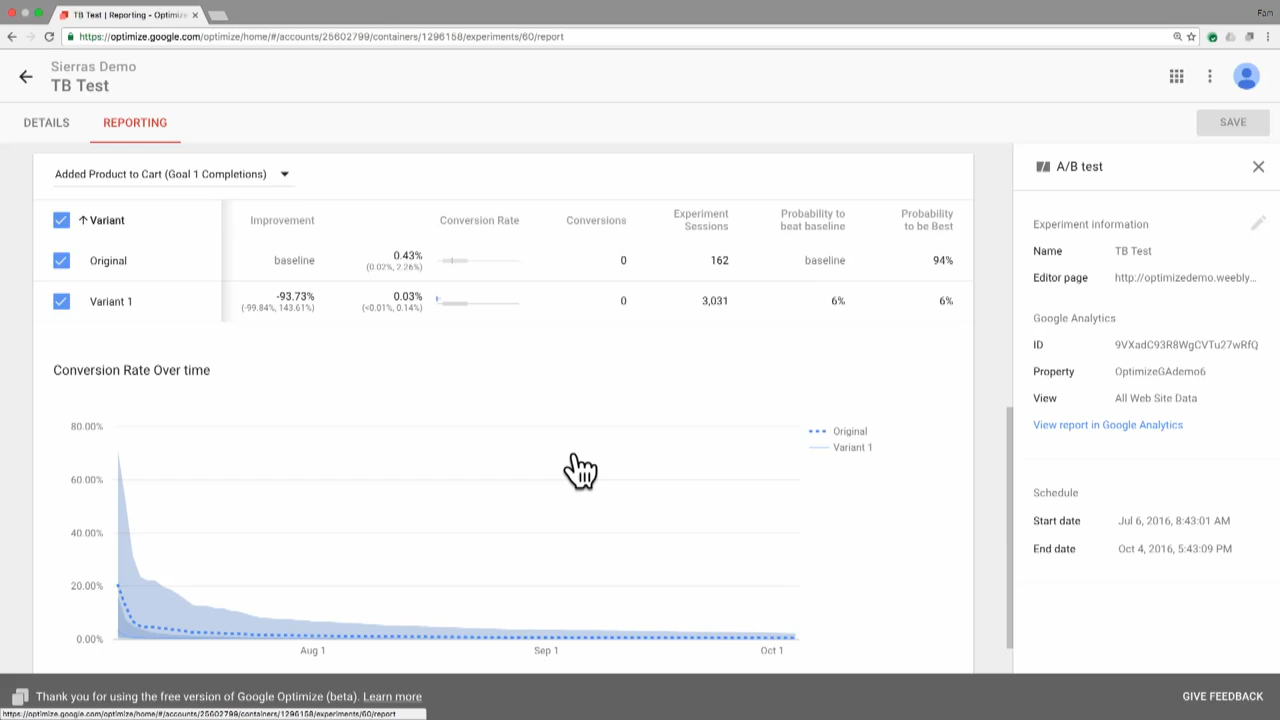 TB Test | Reporting - Optimize
Fam
https://optimize.google.com/optimize/home/#/accounts/25602799/containers/1296158/experiments/60/report
Sierras Demo
TB Test
DETAILS
REPORTING
SAVE
Added Product to Cart (Goal 1 Completions)
Variant
Improvement
Conversion Rate
Conversions
Experiment
Sessions
Probability to
beat baseline
Probability
to be Best
Original
baseline
0.43%
(0.02%, 2.26%)
0
162
baseline
94%
Variant 1
-93.73%
(-99.84%, 143.61%)
0.03%
(<0.01%, 0.14%)
0
3,031
6%
6%
Conversion Rate Over time
80.00%
60.00%
40.00%
20.00%
0.00%
Aug 1
Sep 1
Oct 1
Original
Variant 1
A/B test
Experiment information
Name TB Test
Editor page http://optimizedemo.weebly...
Google Analytics
ID 9VXadC93R8WgCVTu27wRfQ
Property OptimizeGAdemo6
View All Web Site Data
View report in Google Analytics
Schedule
Start date Jul 6, 2016, 8:43:01 AM
End date Oct 4, 2016, 5:43:09 PM
Thank you for using the free version of Google Optimize (beta). Learn more
GIVE FEEDBACK
https://optimize.google.com/optimize/home/#/accounts/25602799/containers/1296158/experiments/60/report